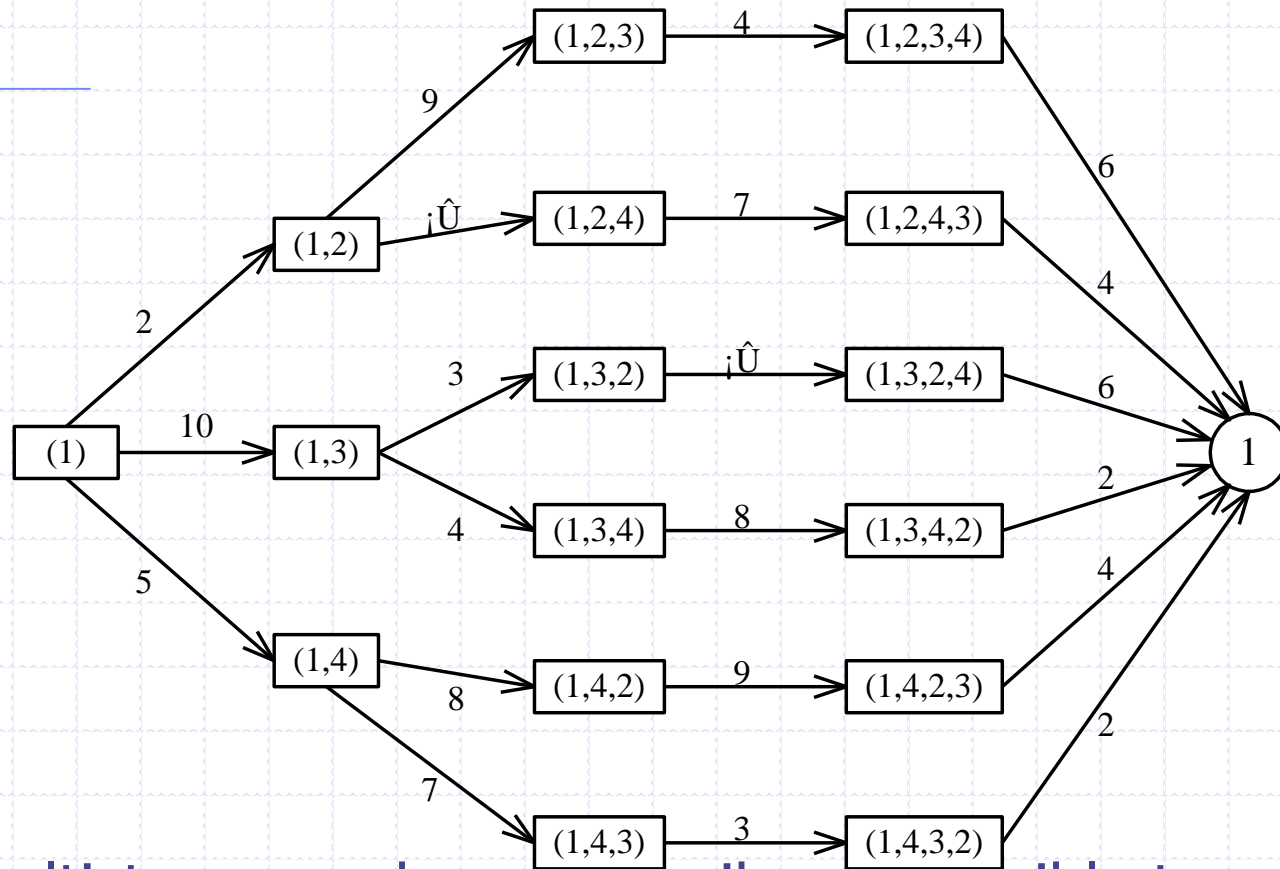 (1,2,3) 4 (1,2,3,4)
9
6
(1,2) ¡Û (1,2,4) 7 (1,2,4,3)
4
2
3 (1,3,2) ¡Û (1,3,2,4) 6
(1) 10 (1,3) 1
4 (1,3,4) 8 (1,3,4,2) 2
5
4
(1,4) 8 (1,4,2) 9 (1,4,2,3)
2
7
(1,4,3) 3 (1,4,3,2)